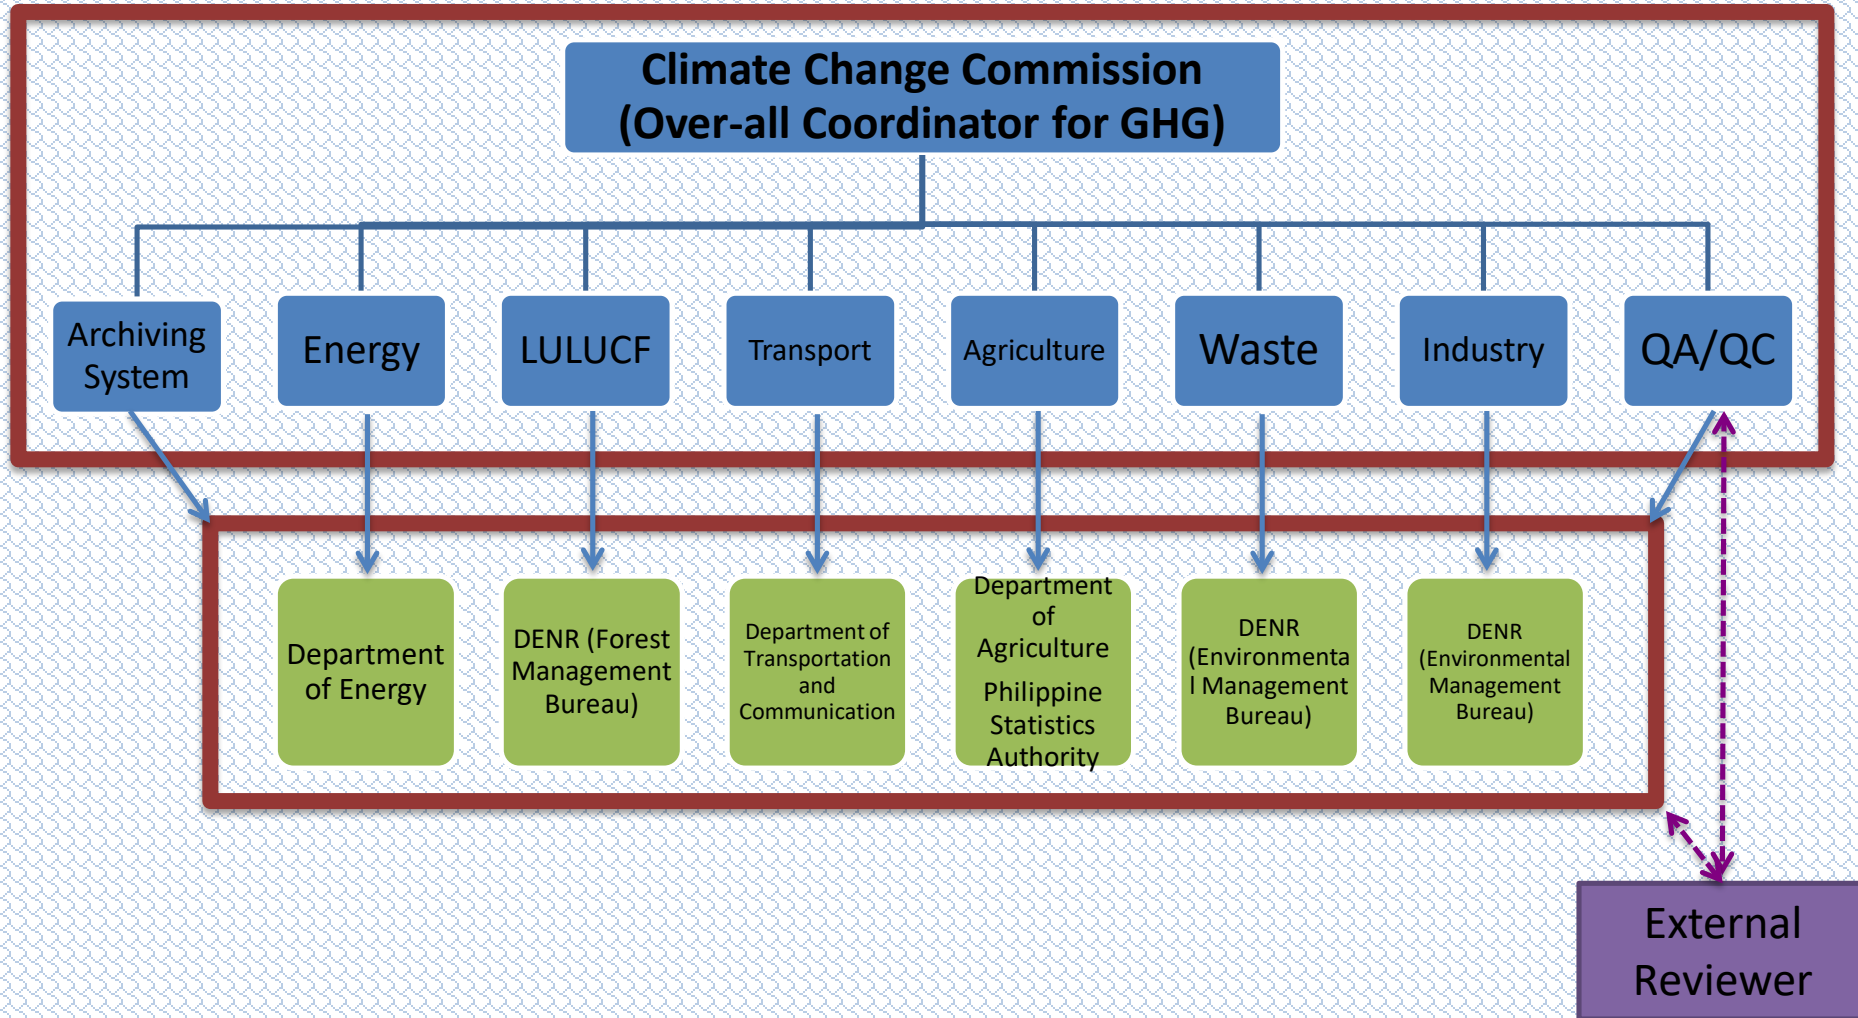 Climate Change Commission
(Over-all Coordinator for GHG)
Archiving
System
Energy
LULUCF
Transport
Agriculture
Waste
Industry
QA/QC
Department
of Energy
DENR (Forest
Management
Bureau)
Department of
Transportation
and
Communication
Department
of
Agriculture
Philippine
Statistics
Authority
DENR
(Environmenta
l Management
Bureau)
DENR
(Environmental
Management
Bureau)
External
Reviewer